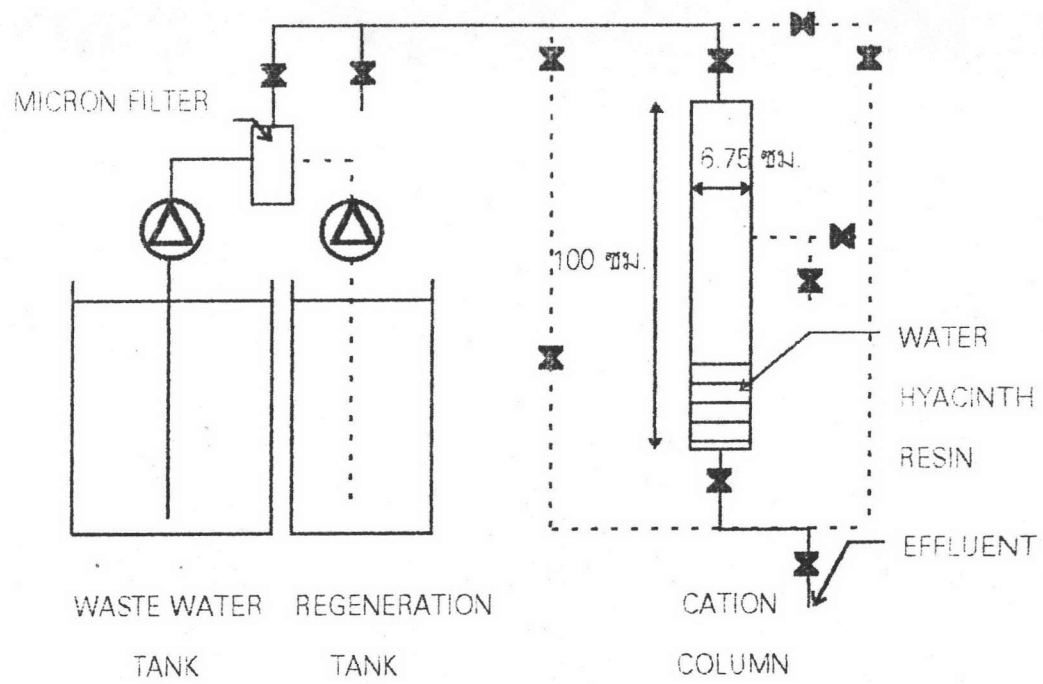 MICRON FILTER
6.75 ซม.
100 ซม.
WATER
HYACINTH
RESIN
EFFLUENT
WASTE WATER
TANK
REGENERATION
TANK
CATION
COLUMN